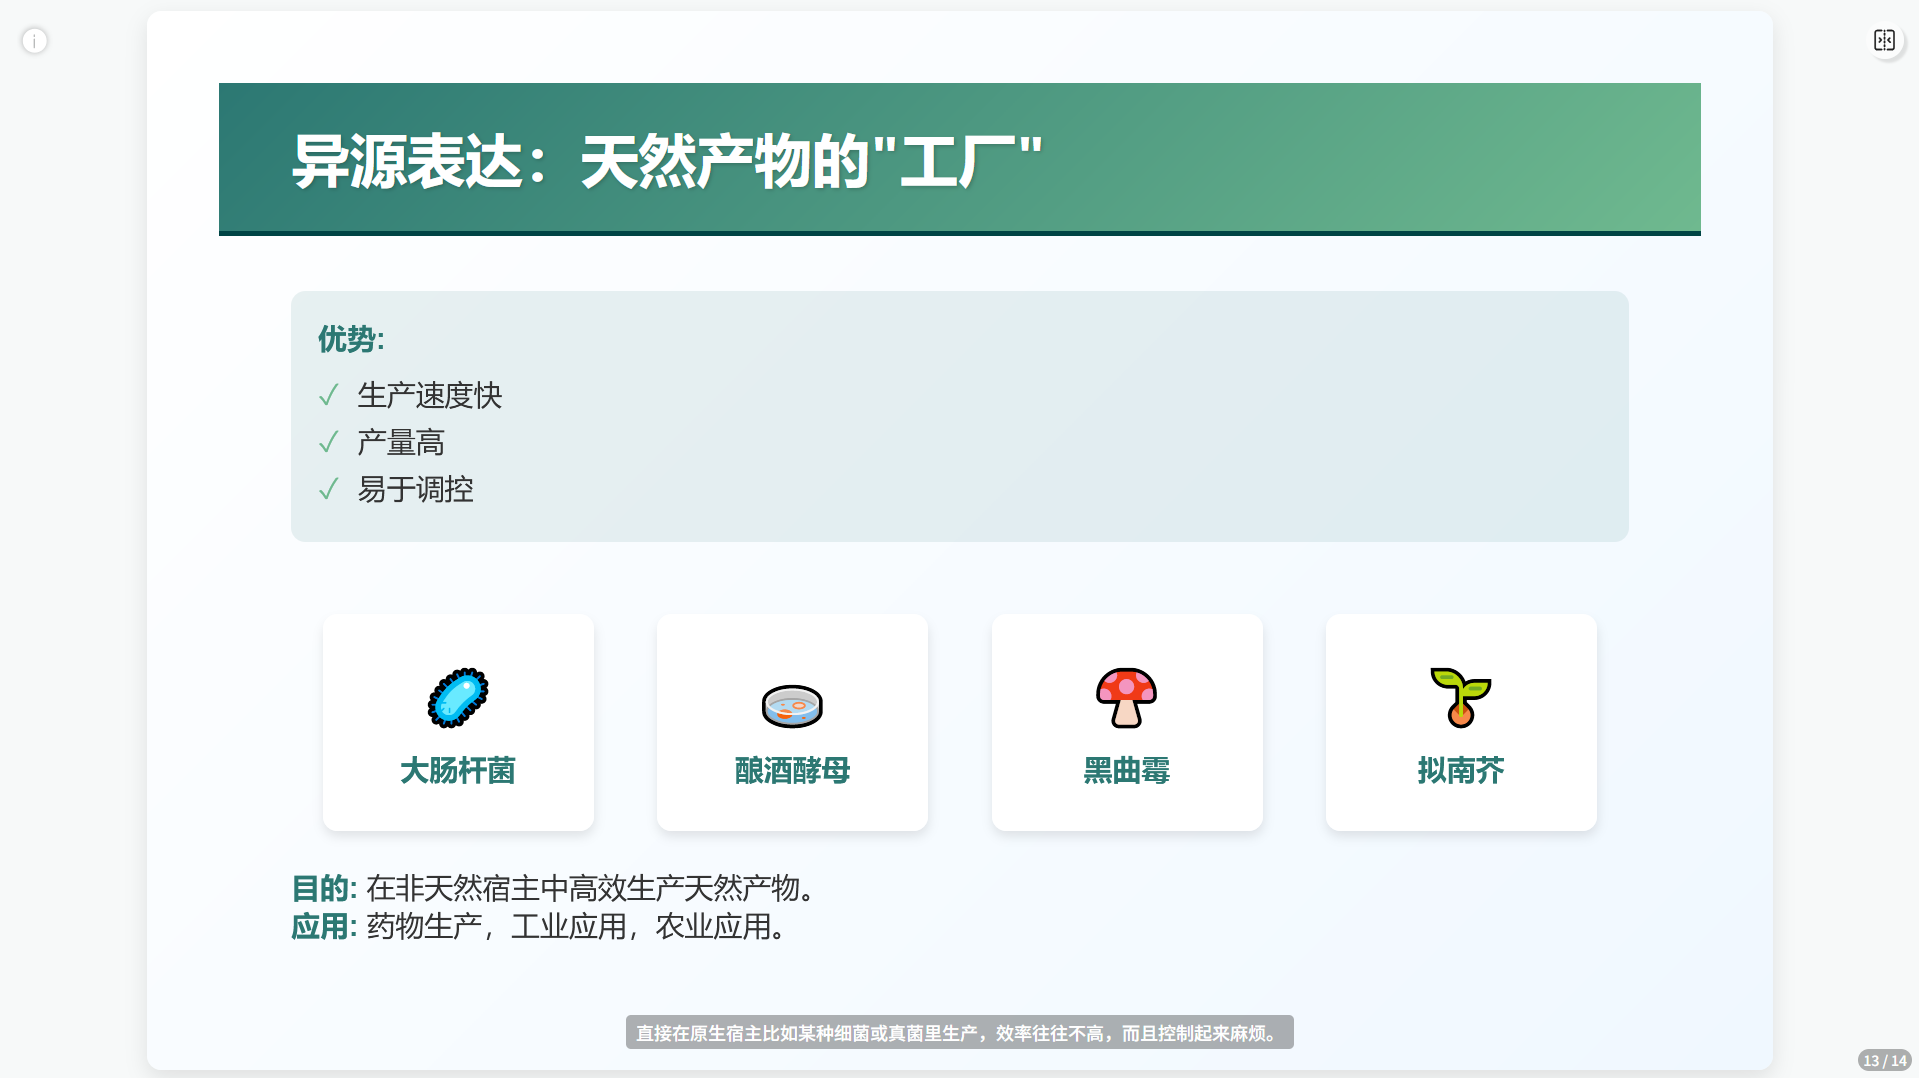 异源表达：天然产物的"工厂"
优势:
✓ 生产速度快
✓ 产量高
✓ 易于调控
大肠杆菌
酿酒酵母
黑曲霉
拟南芥
目的: 在非天然宿主中高效生产天然产物。
应用: 药物生产，工业应用，农业应用。
直接在原生宿主比如某种细菌或真菌里生产，效率往往不高，而且控制起来麻烦。
13 / 14